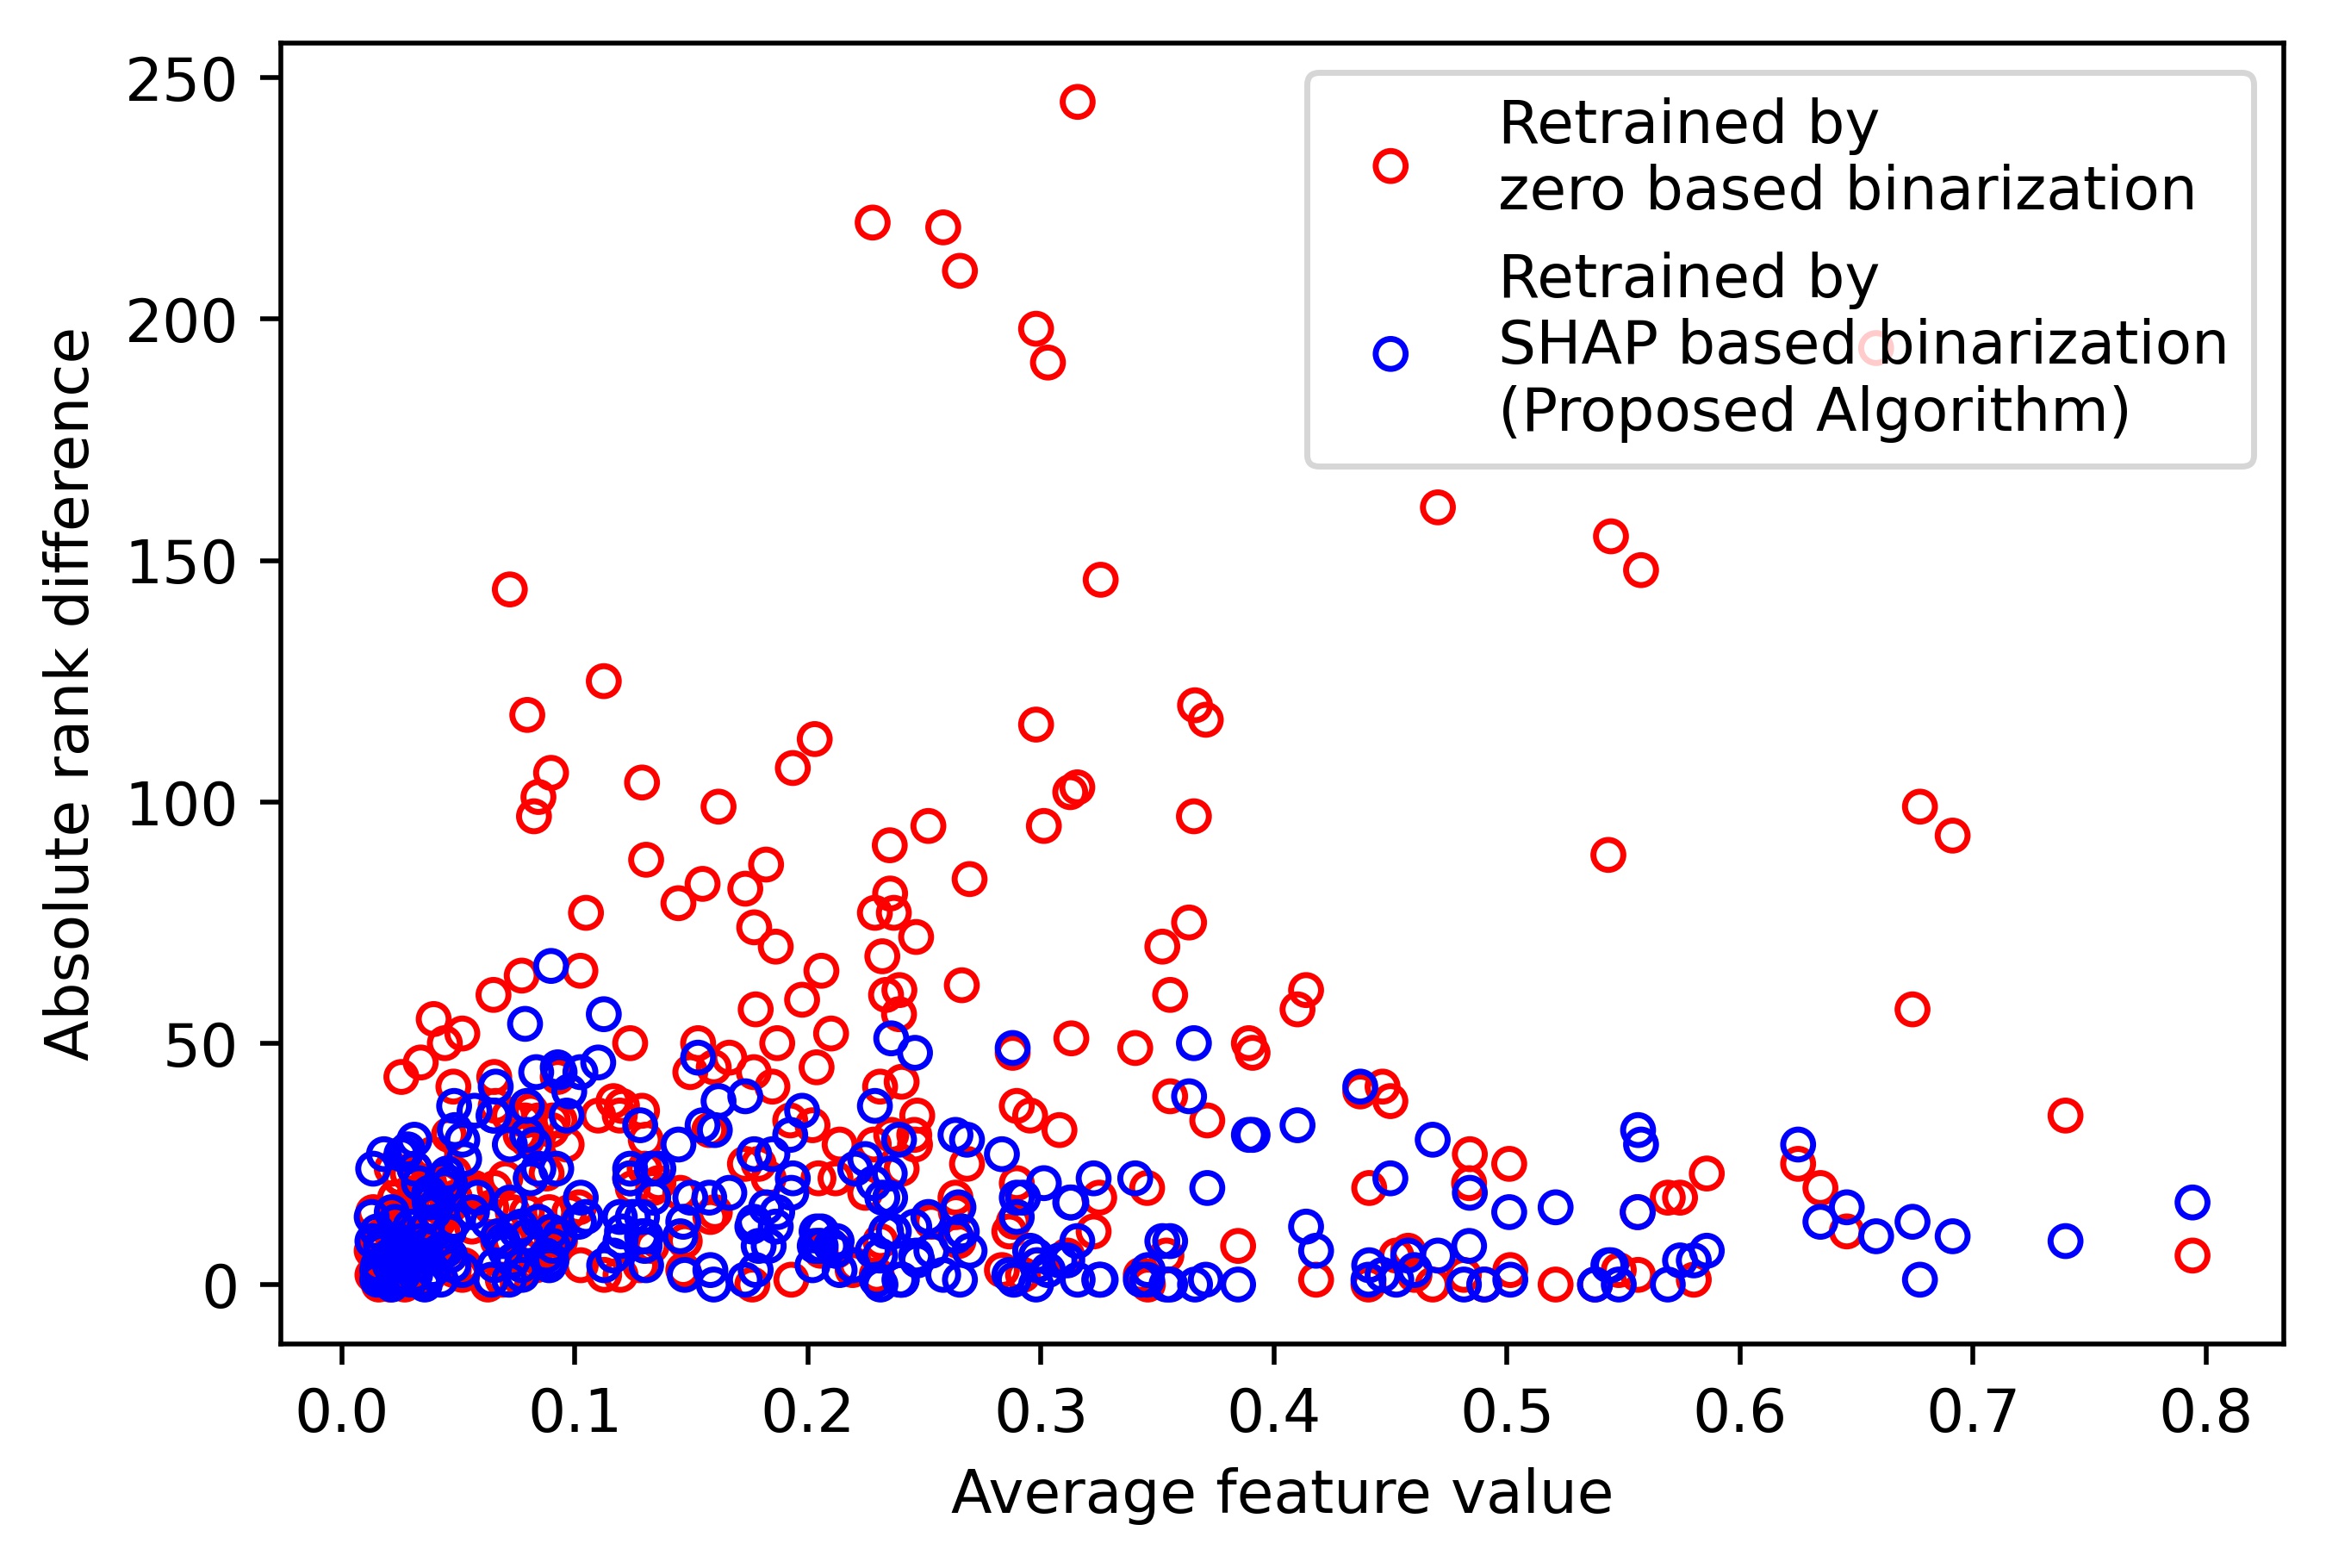 250
200
150
100
50
0
Absolute rank difference
Retrained by
zero based binarization
Retrained by
SHAP based binarization
(Proposed Algorithm)
0.0 0.1 0.2 0.3 0.4 0.5 0.6 0.7 0.8
Average feature value